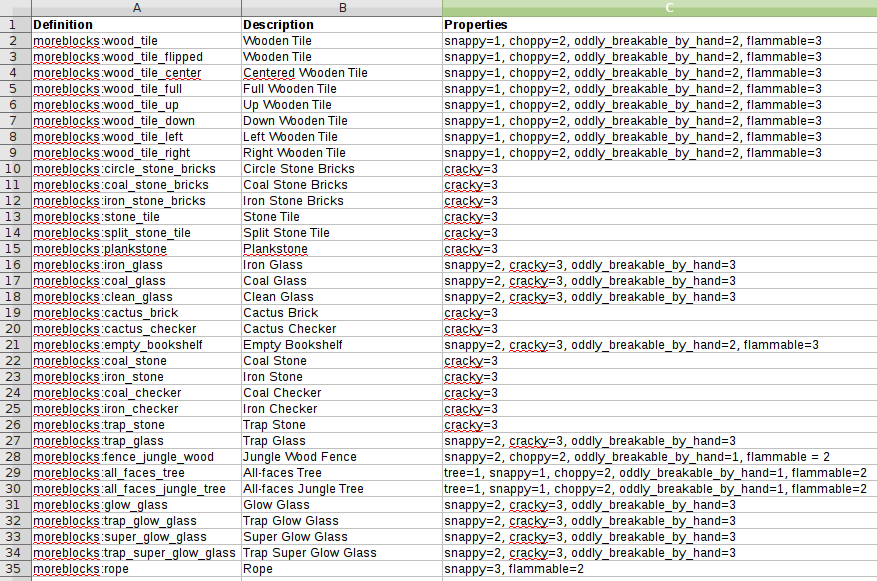 A B C
1 Definition Description Properties
2 moreblocks:wood_tile Wooden Tile snappy=1, choppy=2, oddly_breakable_by_hand=2, flammable=3
3 moreblocks:wood_tile_flipped Wooden Tile snappy=1, choppy=2, oddly_breakable_by_hand=2, flammable=3
4 moreblocks:wood_tile_center Centered Wooden Tile snappy=1, choppy=2, oddly_breakable_by_hand=2, flammable=3
5 moreblocks:wood_tile_full Full Wooden Tile snappy=1, choppy=2, oddly_breakable_by_hand=2, flammable=3
6 moreblocks:wood_tile_up Up Wooden Tile snappy=1, choppy=2, oddly_breakable_by_hand=2, flammable=3
7 moreblocks:wood_tile_down Down Wooden Tile snappy=1, choppy=2, oddly_breakable_by_hand=2, flammable=3
8 moreblocks:wood_tile_left Left Wooden Tile snappy=1, choppy=2, oddly_breakable_by_hand=2, flammable=3
9 moreblocks:wood_tile_right Right Wooden Tile snappy=1, choppy=2, oddly_breakable_by_hand=2, flammable=3
10 moreblocks:circle_stone_bricks Circle Stone Bricks cracky=3
11 moreblocks:coal_stone_bricks Coal Stone Bricks cracky=3
12 moreblocks:iron_stone_bricks Iron Stone Bricks cracky=3
13 moreblocks:stone_tile Stone Tile cracky=3
14 moreblocks:split_stone_tile Split Stone Tile cracky=3
15 moreblocks:plankstone Plankstone cracky=3
16 moreblocks:iron_glass Iron Glass snappy=2, cracky=3, oddly_breakable_by_hand=3
17 moreblocks:coal_glass Coal Glass snappy=2, cracky=3, oddly_breakable_by_hand=3
18 moreblocks:clean_glass Clean Glass snappy=2, cracky=3, oddly_breakable_by_hand=3
19 moreblocks:cactus_brick Cactus Brick cracky=3
20 moreblocks:cactus_checker Cactus Checker cracky=3
21 moreblocks:empty_bookshelf Empty Bookshelf snappy=2, cracky=3, oddly_breakable_by_hand=2, flammable=3
22 moreblocks:coal_stone Coal Stone cracky=3
23 moreblocks:iron_stone Iron Stone cracky=3
24 moreblocks:coal_checker Coal Checker cracky=3
25 moreblocks:iron_checker Iron Checker cracky=3
26 moreblocks:trap_stone Trap Stone cracky=3
27 moreblocks:trap_glass Trap Glass snappy=2, cracky=3, oddly_breakable_by_hand=3
28 moreblocks:fence_jungle_wood Jungle Wood Fence snappy=2, choppy=2, oddly_breakable_by_hand=1, flammable = 2
29 moreblocks:all_faces_tree All-faces Tree tree=1, snappy=1, choppy=2, oddly_breakable_by_hand=1, flammable=2
30 moreblocks:all_faces_jungle_tree All-faces Jungle Tree tree=1, snappy=1, choppy=2, oddly_breakable_by_hand=1, flammable=2
31 moreblocks:glow_glass Glow Glass snappy=2, cracky=3, oddly_breakable_by_hand=3
32 moreblocks:trap_glow_glass Trap Glow Glass snappy=2, cracky=3, oddly_breakable_by_hand=3
33 moreblocks:super_glow_glass Super Glow Glass snappy=2, cracky=3, oddly_breakable_by_hand=3
34 moreblocks:trap_super_glow_glass Trap Super Glow Glass snappy=2, cracky=3, oddly_breakable_by_hand=3
35 moreblocks:rope Rope snappy=3, flammable=2